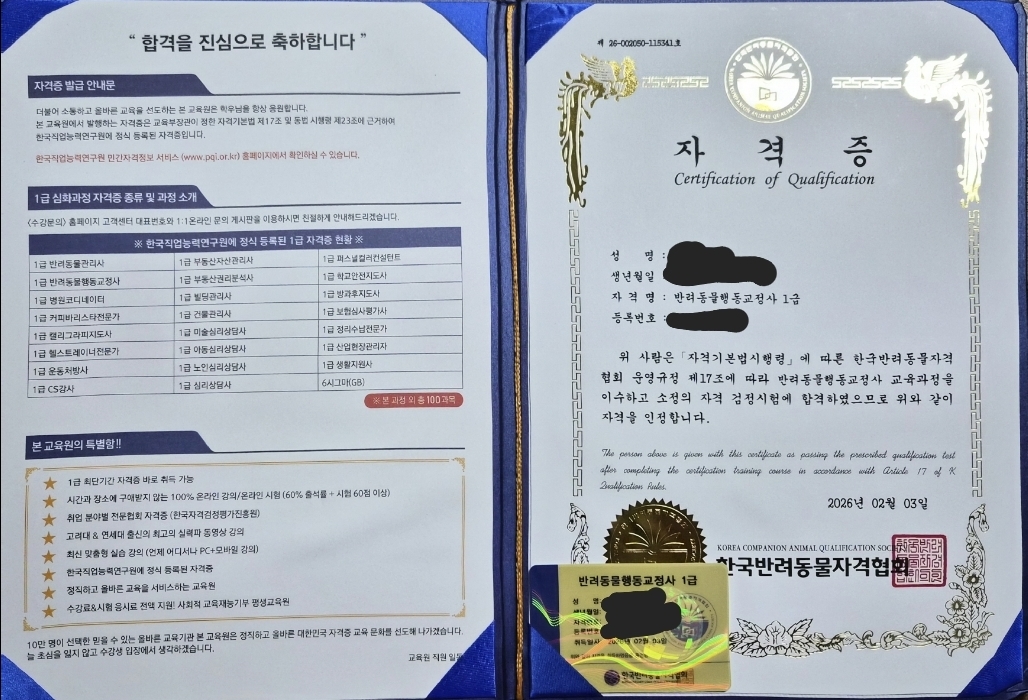 “ 합격을 진심으로 축하합니다 ”
자격증 발급 안내문
더불어 소통하고 올바른 교육을 선도하는 본 교육원은 학우님을 항상 응원합니다.
본 교육원에서 발행하는 자격증은 교육부장관이 정한 자격기본법 제17조 및 동법 시행령 제23조에 근거하여
한국직업능력연구원에 정식 등록된 자격증입니다.
한국직업능력연구원 민간자격정보 서비스 (www.pqi.or.kr) 홈페이지에서 확인하실 수 있습니다.
1급 심화과정 자격증 종류 및 과정 소개
<수강문의> 홈페이지 고객센터 대표번호와 1:1온라인 문의 게시판을 이용하시면 친절하게 안내해드리겠습니다.
※ 한국직업능력연구원에 정식 등록된 1급 자격증 현황 ※
1급 반려동물관리사 1급 부동산자산관리사 1급 퍼스널컬러컨설턴트
1급 반려동물행동교정사 1급 부동산권리분석사 1급 학교안전지도사
1급 병원코디네이터 1급 빌딩관리사 1급 방과후지도사
1급 커피바리스타전문가 1급 건물관리사 1급 보험심사평가사
1급 캘리그라피지도사 1급 미술심리상담사 1급 정리수납전문가
1급 헬스트레이너전문가 1급 아동심리상담사 1급 산업현장관리자
1급 운동처방사 1급 노인심리상담사 1급 생활지원사
1급 CS강사 1급 심리상담사 6시그마(GB)
※ 본 과정 외 총 100과목
본 교육원의 특별함!!
1급 최단기간 자격증 바로 취득 가능
시간과 장소에 구애받지 않는 100% 온라인 강의/온라인 시험 (60% 출석률 + 시험 60점 이상)
취업 분야별 전문협회 자격증 (한국자격검정평가진흥원)
고려대 & 연세대 출신의 최고의 실력파 동영상 강의
최신 맞춤형 실습 강의 (언제 어디서나 PC+모바일 강의)
한국직업능력연구원에 정식 등록된 자격증
정직하고 올바른 교육을 서비스하는 교육원
수강료&시험 응시료 전액 지원! 사회적 교육재능기부 평생교육원
10만 명이 선택한 믿을 수 있는 올바른 교육기관 본 교육원은 정직하고 올바른 대한민국 자격증 교육 문화를 선도해 나가겠습니다.
늘 초심을 잃지 않고 수강생 입장에서 생각하겠습니다.
교육원 직원 일동
제 26-002050-115341호
자 격 증
Certification of Qualification
성 명 :
생년월일
자 격 명 : 반려동물행동교정사 1급
등록번호 :
위 사람은 「자격기본법시행령」에 따른 한국반려동물자격
협회 운영규정 제17조에 따라 반려동물행동교정사 교육과정을
이수하고 소정의 자격 검정시험에 합격하였으므로 위와 같이
자격을 인정합니다.
The person above is given with this certificate as passing the prescribed qualification test
after completing the certification training course in accordance with Article 17 of K
Qualification Rules.
2026년 02월 03일
KOREA COMPANION ANIMAL QUALIFICATION SOC
한국반려동물자격협회
반려동물행동교정사 1급
성 명
생년월일
등록번호
취득일자 : 2026년 02월 03일
한국반려동물자격협회